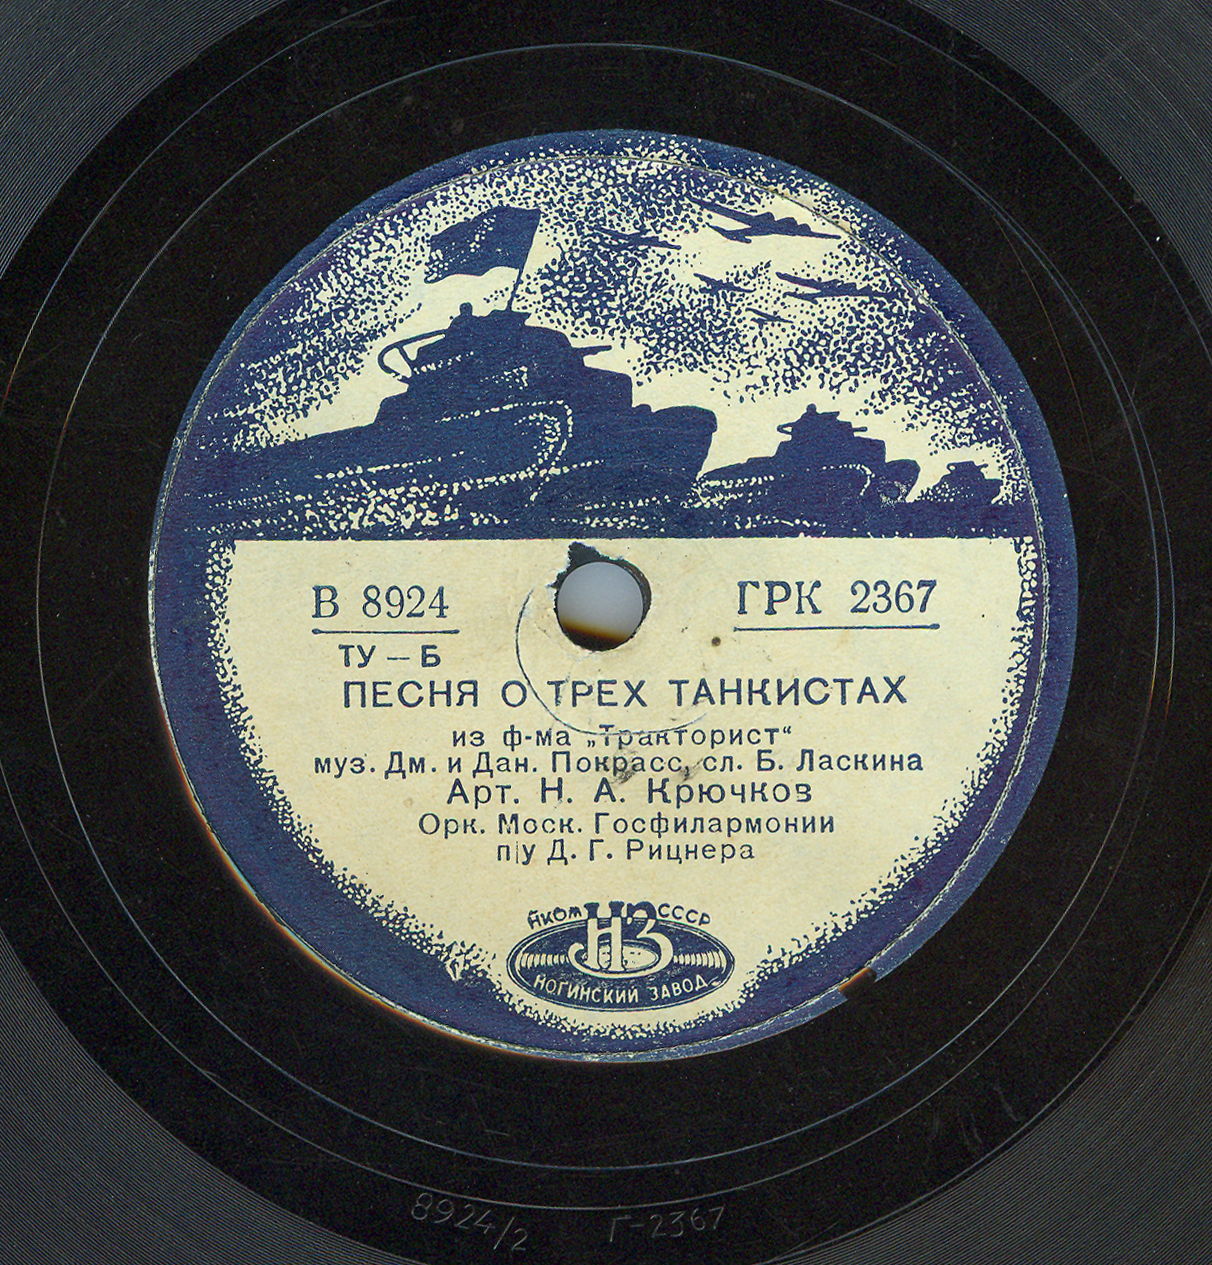 В 8924
ГРК 2367
ТУ – Б
ПЕСНЯ О ТРЕХ ТАНКИСТАХ
из ф-ма „Тракторист“
муз. Дм. и Дан. Покрасс, сл. Б. Ласкина
Арт. Н. А. Крючков
Орк. Моск. Госфилармонии
п/у Д. Г. Рицнера
НКОМ СССР
НЗ
НОГИНСКИЙ ЗАВОД
8924/2 Г-2367